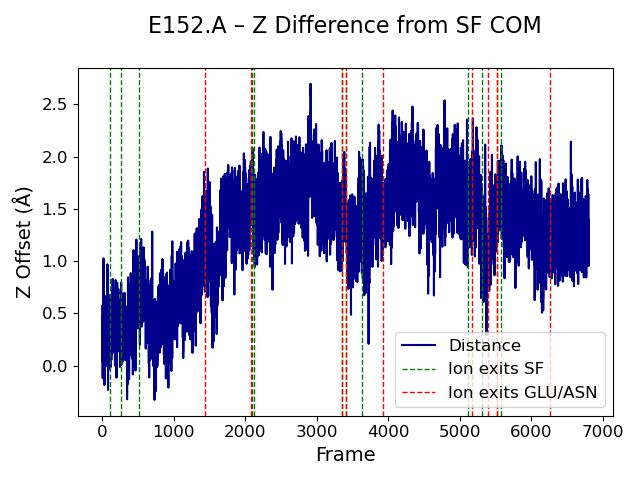 E152.A – Z Difference from SF COM
Z Offset (Å)
2.5
2.0
1.5
1.0
0.5
0.0
Distance
Ion exits SF
Ion exits GLU/ASN
0 1000 2000 3000 4000 5000 6000 7000
Frame